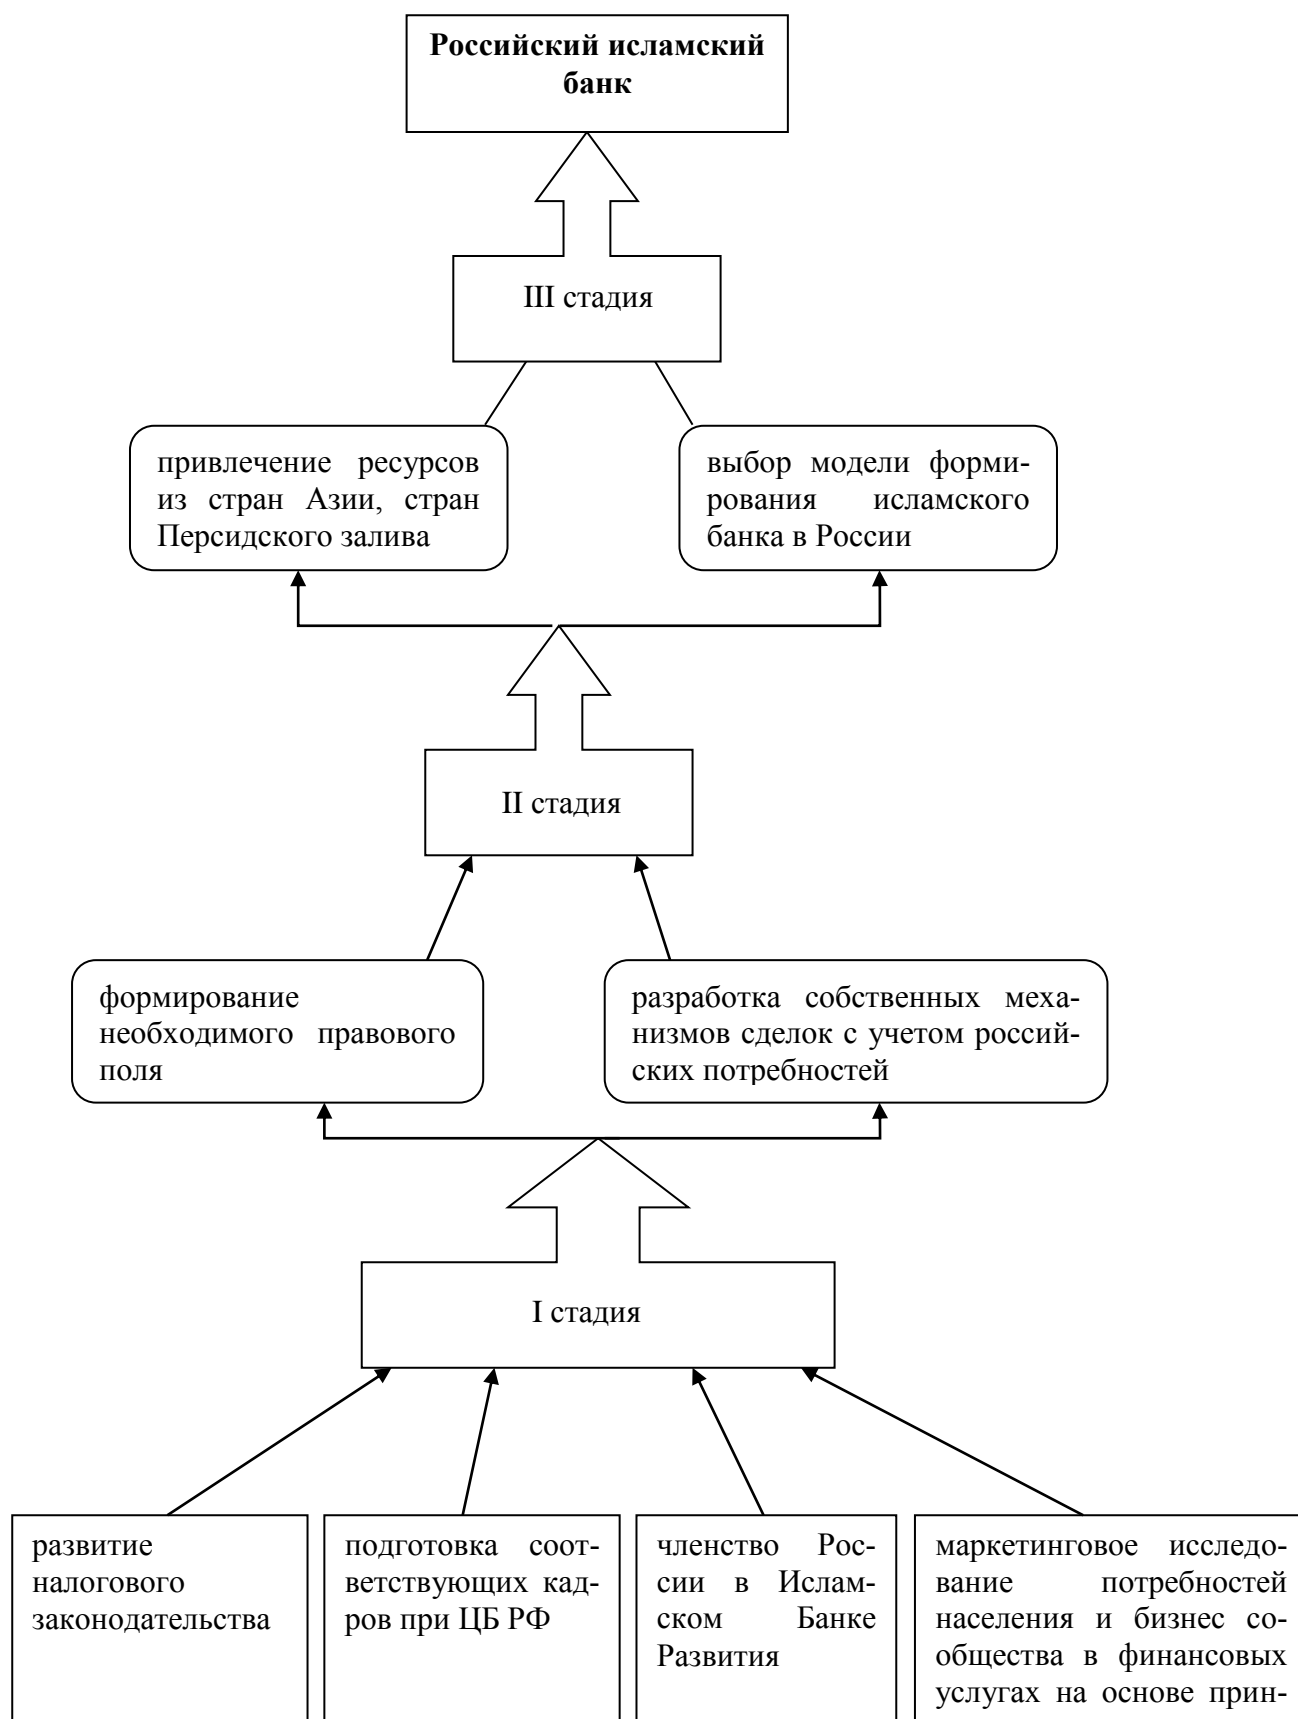 Российский исламский
банк
III стадия
привлечение ресурсов
из стран Азии, стран
Персидского залива
выбор модели форми-
рования исламского
банка в России
II стадия
формирование
необходимого правового
поля
разработка собственных меха-
низмов сделок с учетом россий-
ских потребностей
I стадия
развитие
налогового
законодательства
подготовка соот-
ветствующих кад-
ров при ЦБ РФ
членство Рос-
сии в Ислам-
ском Банке
Развития
маркетинговое исследо-
вание потребностей
населения и бизнес со-
общества в финансовых
услугах на основе прин-